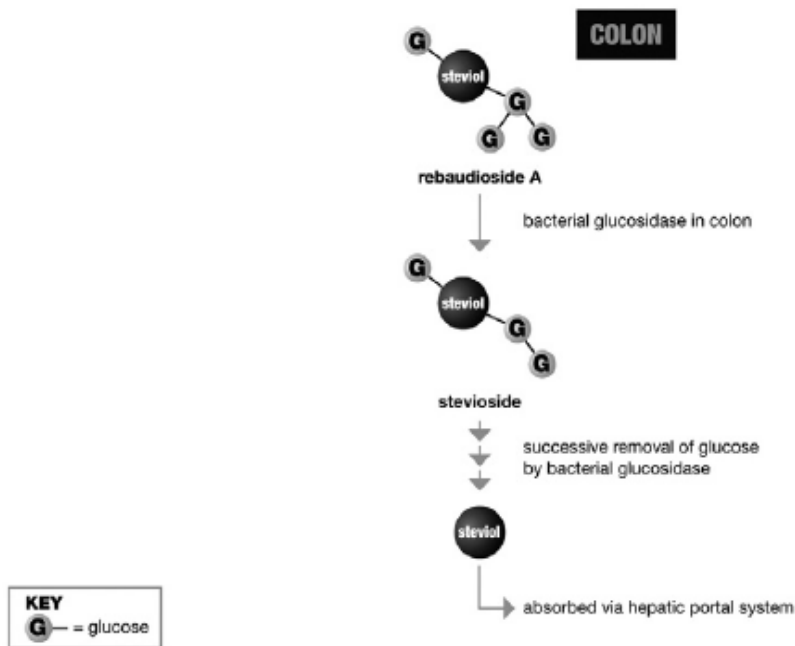 COLON
G
steviol
G
G
G
rebaudioside A
bacterial glucosidase in colon
G
steviol
G
G
stevioside
successive removal of glucose
by bacterial glucosidase
steviol
absorbed via hepatic portal system
KEY
G — = glucose